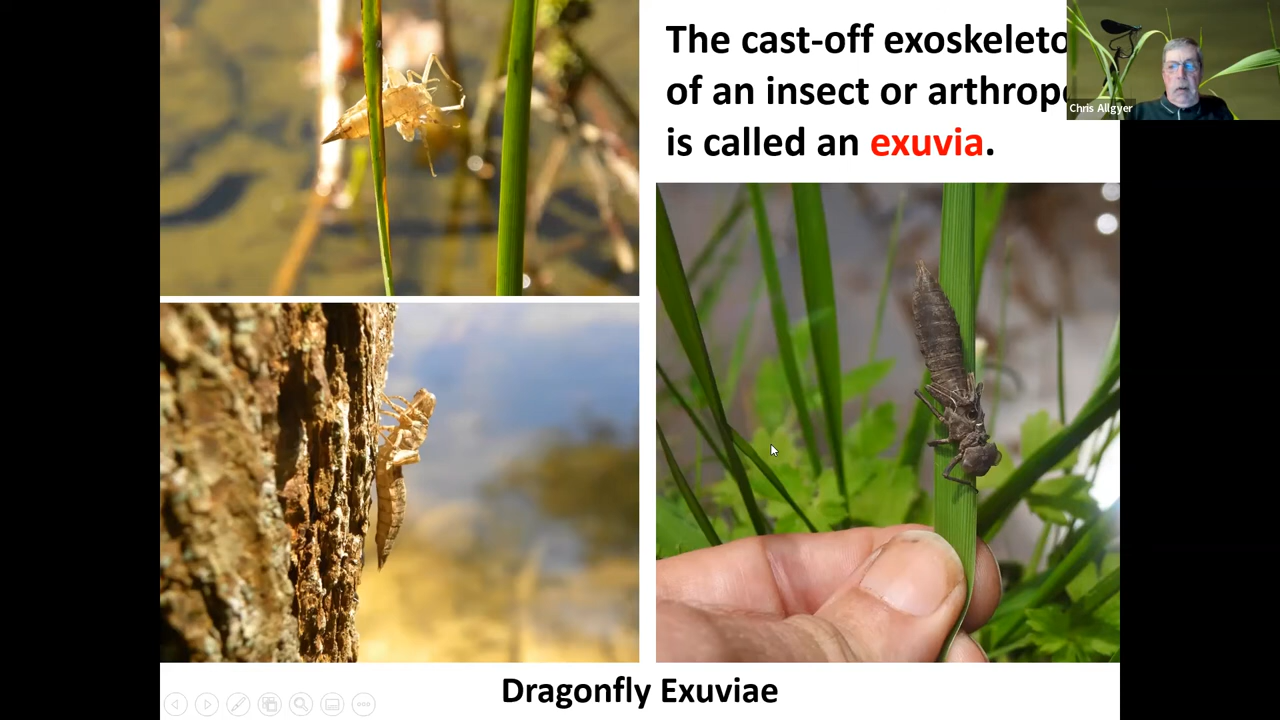 The cast-off exoskeleto
of an insect or arthrop
is called an exuvia.
Chris Allgyer
Dragonfly Exuviae